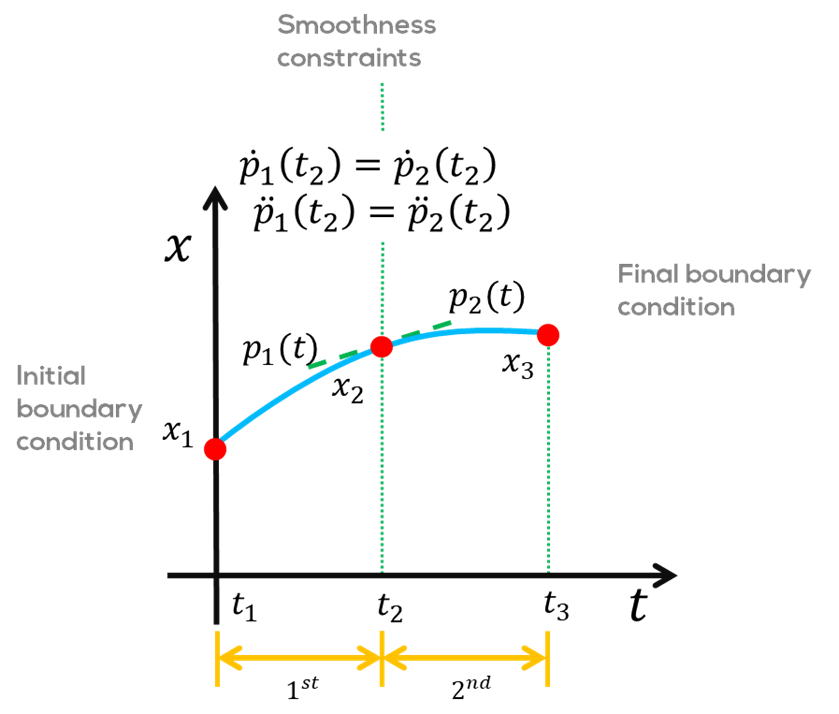 Smoothness
constraints
ṗ₁(t₂) = ṗ₂(t₂)
p̈₁(t₂) = p̈₂(t₂)
x
Final boundary
condition
p₂(t)
p₁(t)
x₃
x₂
Initial
boundary
condition
x₁
t₁
t₂
t₃
t
1ˢᵗ
2ⁿᵈ